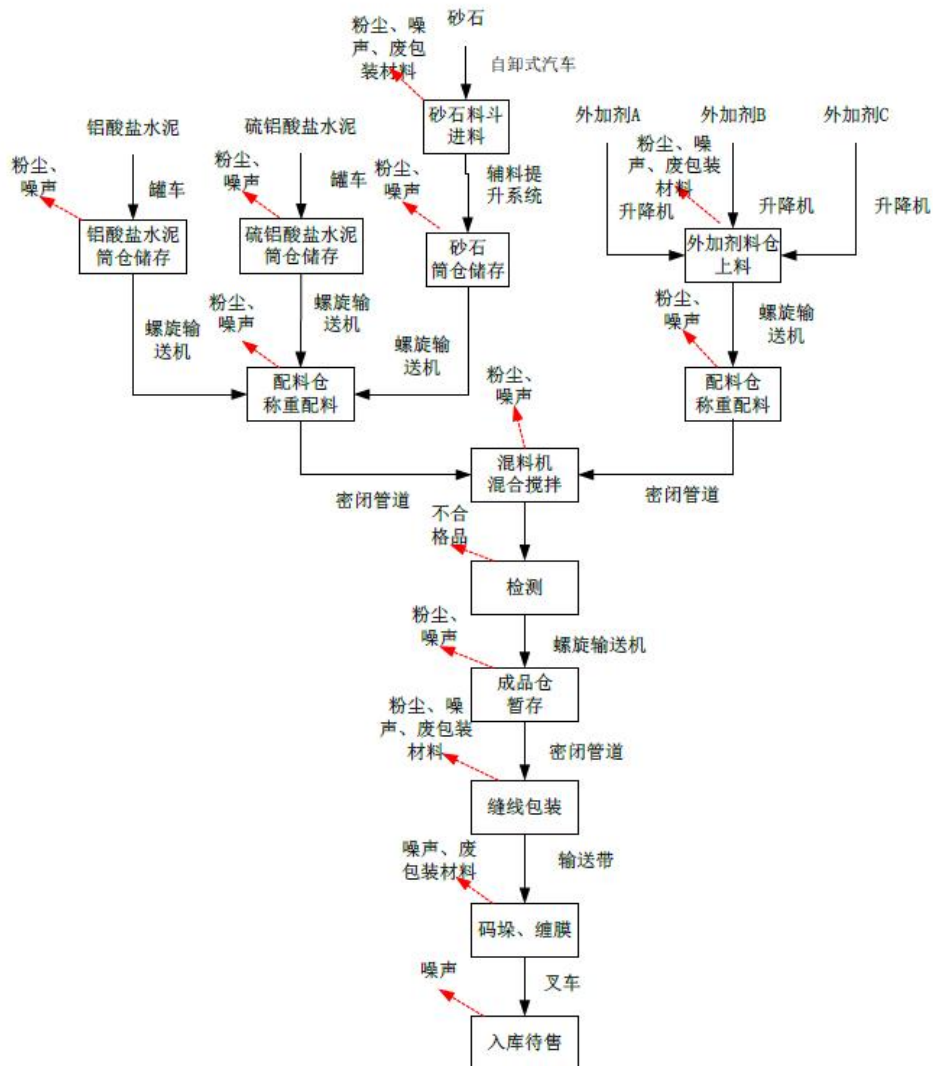 砂石
粉尘、噪
声、废包
装材料
自卸式汽车
砂石料斗
进料
铝酸盐水泥
硫铝酸盐水泥
外加剂A
外加剂B
外加剂C
粉尘、
噪声
罐车
粉尘、
噪声
罐车
粉尘、
噪声
辅料提
升系统
粉尘、噪
声、废包装
材料
升降机
升降机
升降机
铝酸盐水泥
筒仓储存
硫铝酸盐水泥
筒仓储存
砂石
筒仓储存
外加剂料仓
上料
螺旋输
送机
粉尘、
噪声
螺旋输
送机
螺旋输
送机
粉尘、
噪声
螺旋输
送机
配料仓
称重配料
配料仓
称重配料
粉尘、
噪声
混料机
混合搅拌
密闭管道
密闭管道
不合
格品
检测
粉尘、
噪声
螺旋输送机
成品仓
暂存
粉尘、噪
声、废包装
材料
密闭管道
缝线包装
噪声、废
包装材料
输送带
码垛、缠膜
噪声
叉车
入库待售